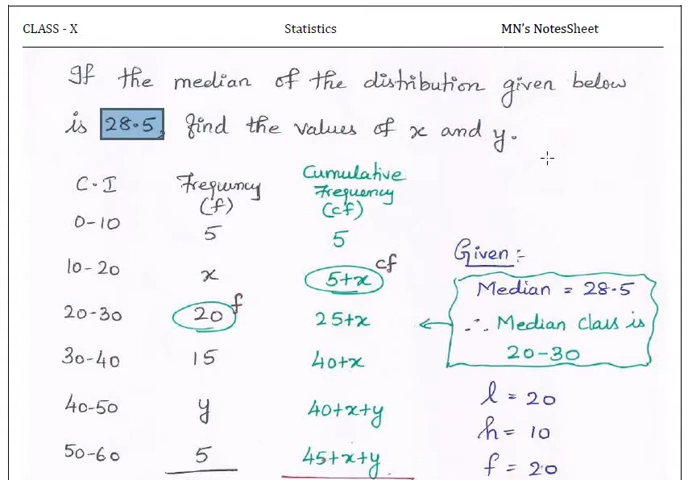 CLASS - X Statistics MN's NotesSheet
If the median of the distribution given below
is 28.5, find the values of x and y.
C.I Frequncy (f) Cumulative Frequency (cf)
0-10 5 5
10-20 x 5+x cf
20-30 20 f 25+x
30-40 15 40+x
40-50 y 40+x+y
50-60 5 45+x+y
Given :-
Median = 28.5
∴ Median class is
20-30
l = 20
h = 10
f = 20